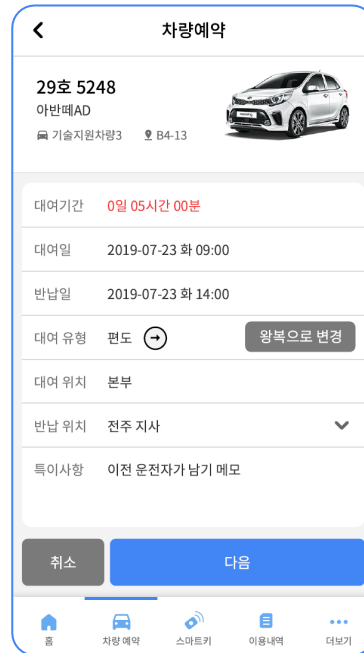 차량예약
29호 5248
아반떼AD
기술지원차량3 B4-13
대여기간 0일 05시간 00분
대여일 2019-07-23 화 09:00
반납일 2019-07-23 화 14:00
대여 유형 편도 왕복으로 변경
대여 위치 본부
반납 위치 전주 지사
특이사항 이전 운전자가 남기 메모
취소 다음
홈 차량 예약 스마트키 이용내역 더보기